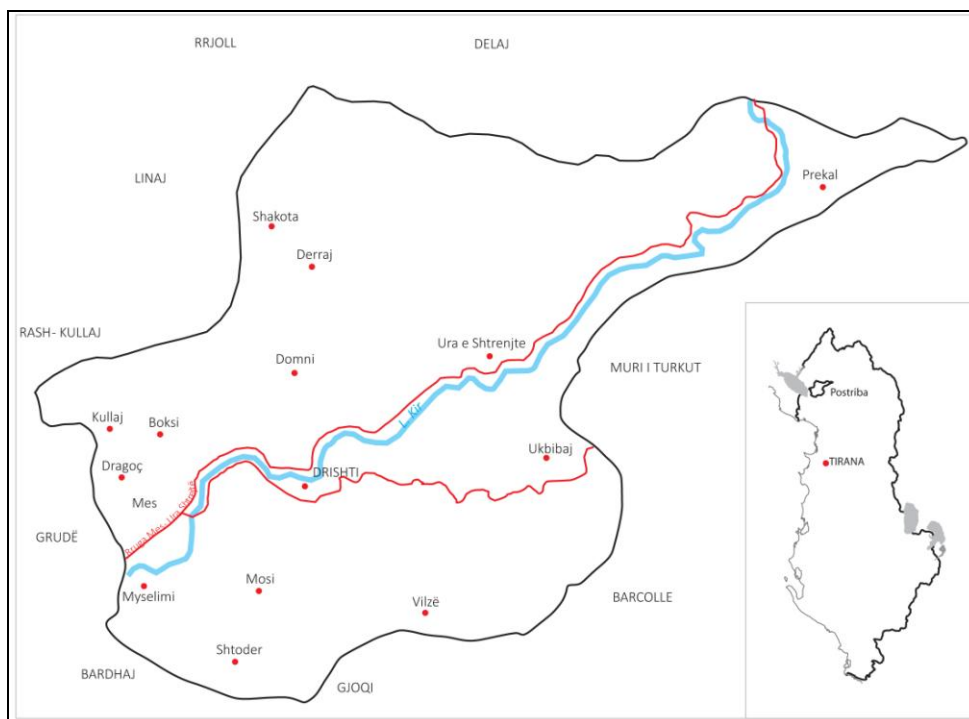 RRJOLL
DELAJ
LINAJ
Prekal
Shakota
Derraj
RASH- KULLAJ
Ura e Shtrenjte
Domni
MURI I TURKUT
Postriba
L. Kir
Kullaj
Boksi
Ukbibaj
TIRANA
Dragoç
DRISHTI
Mes
GRUDË
Mosi
Myselimi
Vilzë
BARCOLLE
Shtoder
BARDHAJ
GJOQI